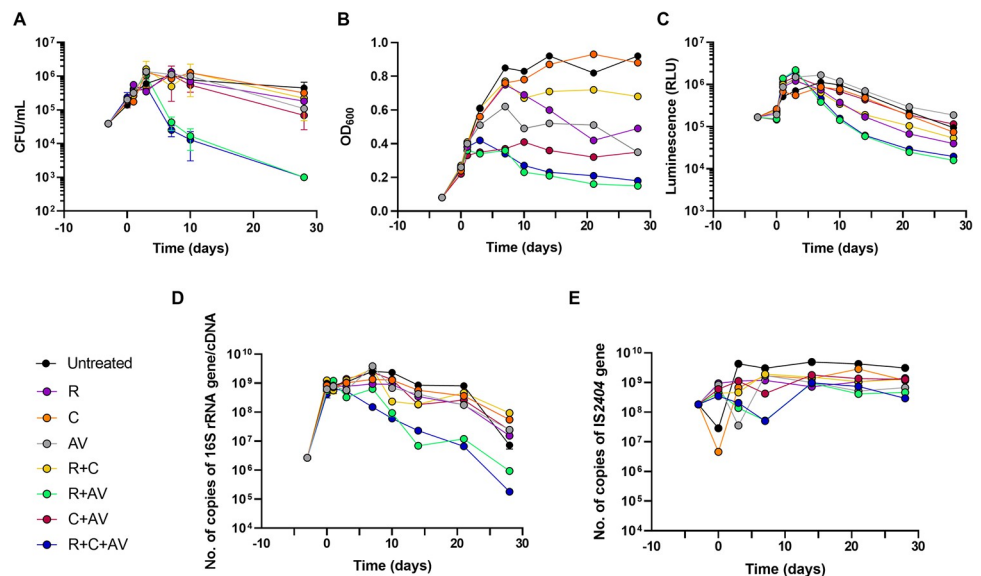 A
CFU/mL
10⁷
10⁶
10⁵
10⁴
10³
10²
-10 0 10 20 30
Time (days)
B
OD₆₀₀
1.0
0.8
0.6
0.4
0.2
0.0
-10 0 10 20 30
Time (days)
C
Luminescence (RLU)
10⁷
10⁶
10⁵
10⁴
10³
-10 0 10 20 30
Time (days)
Untreated
R
C
AV
R+C
R+AV
C+AV
R+C+AV
D
No. of copies of 16S rRNA gene/cDNA
10¹⁰
10⁹
10⁸
10⁷
10⁶
10⁵
10⁴
-10 0 10 20 30
Time (days)
E
No. of copies of IS2404 gene
10¹⁰
10⁹
10⁸
10⁷
10⁶
10⁵
10⁴
-10 0 10 20 30
Time (days)